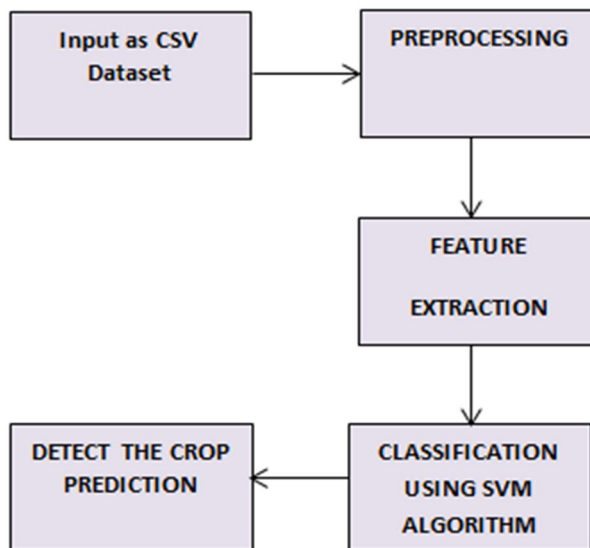 Input as CSV
Dataset
PREPROCESSING
FEATURE
EXTRACTION
CLASSIFICATION
USING SVM
ALGORITHM
DETECT THE CROP
PREDICTION